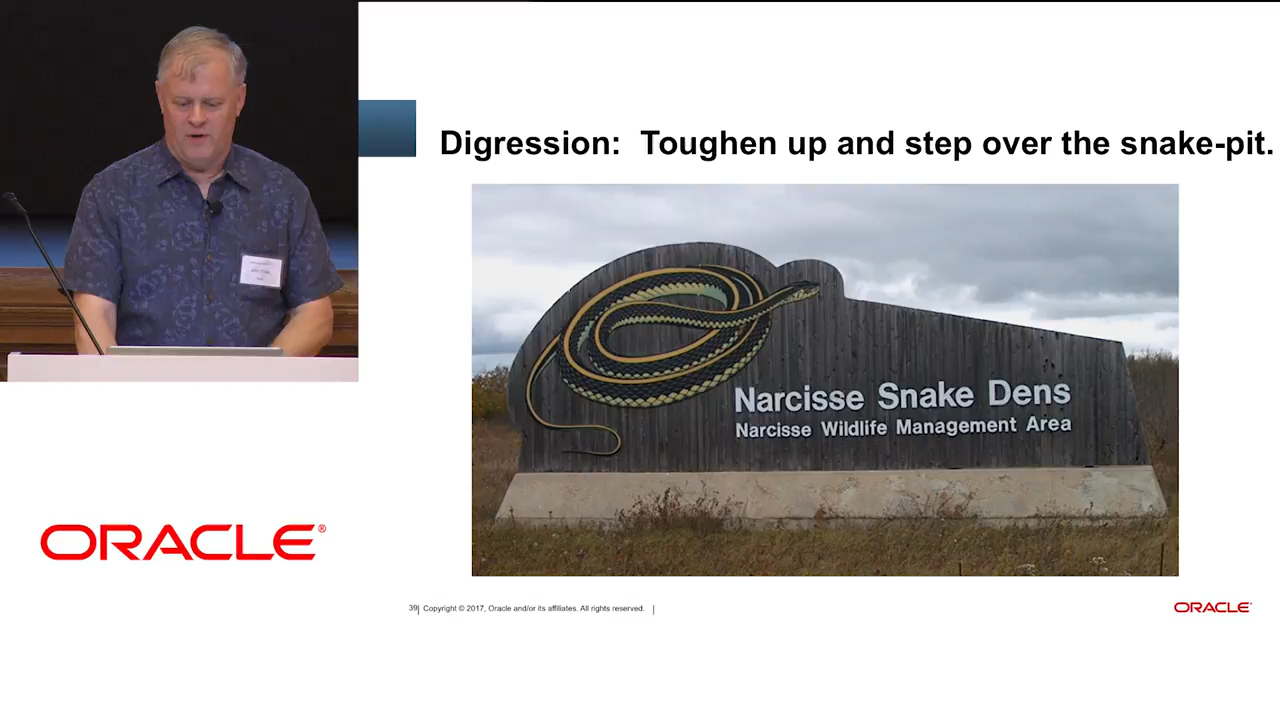 Digression: Toughen up and step over the snake-pit.
Narcisse Snake Dens
Narcisse Wildlife Management Area
ORACLE®
39| Copyright © 2017, Oracle and/or its affiliates. All rights reserved. |
ORACLE®